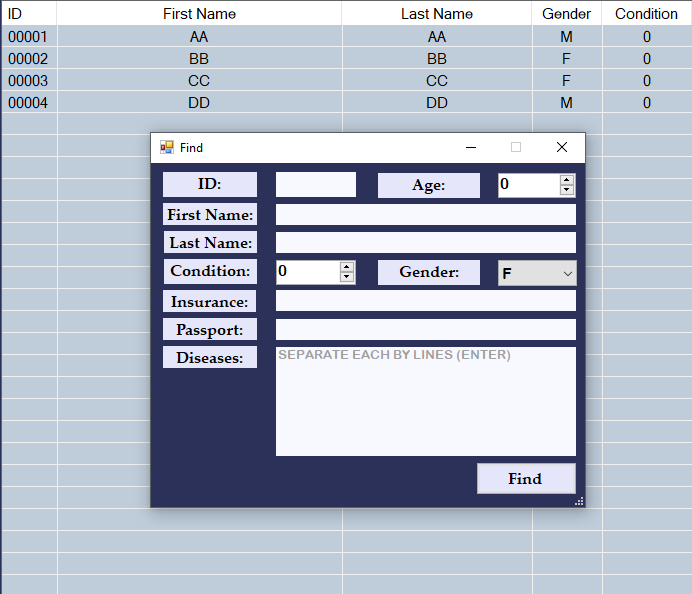 ID First Name Last Name Gender Condition
00001 AA AA M 0
00002 BB BB F 0
00003 CC CC F 0
00004 DD DD M 0
Find
ID: Age: 0
First Name:
Last Name:
Condition: 0 Gender: F
Insurance:
Passport:
Diseases: SEPARATE EACH BY LINES (ENTER)
Find